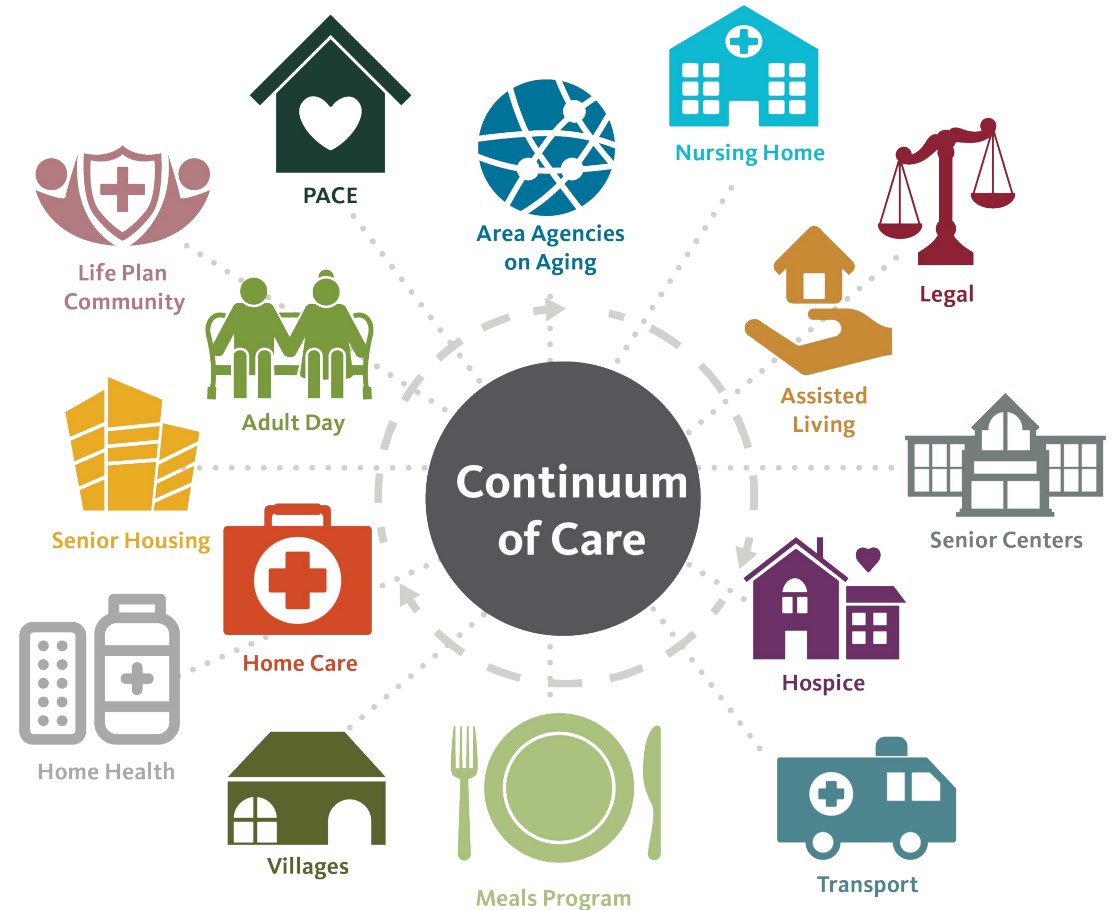 PACE
Nursing Home
Area Agencies
on Aging
Life Plan
Community
Legal
Adult Day
Assisted
Living
Continuum
of Care
Senior Housing
Senior Centers
Home Care
Hospice
Home Health
Villages
Meals Program
Transport